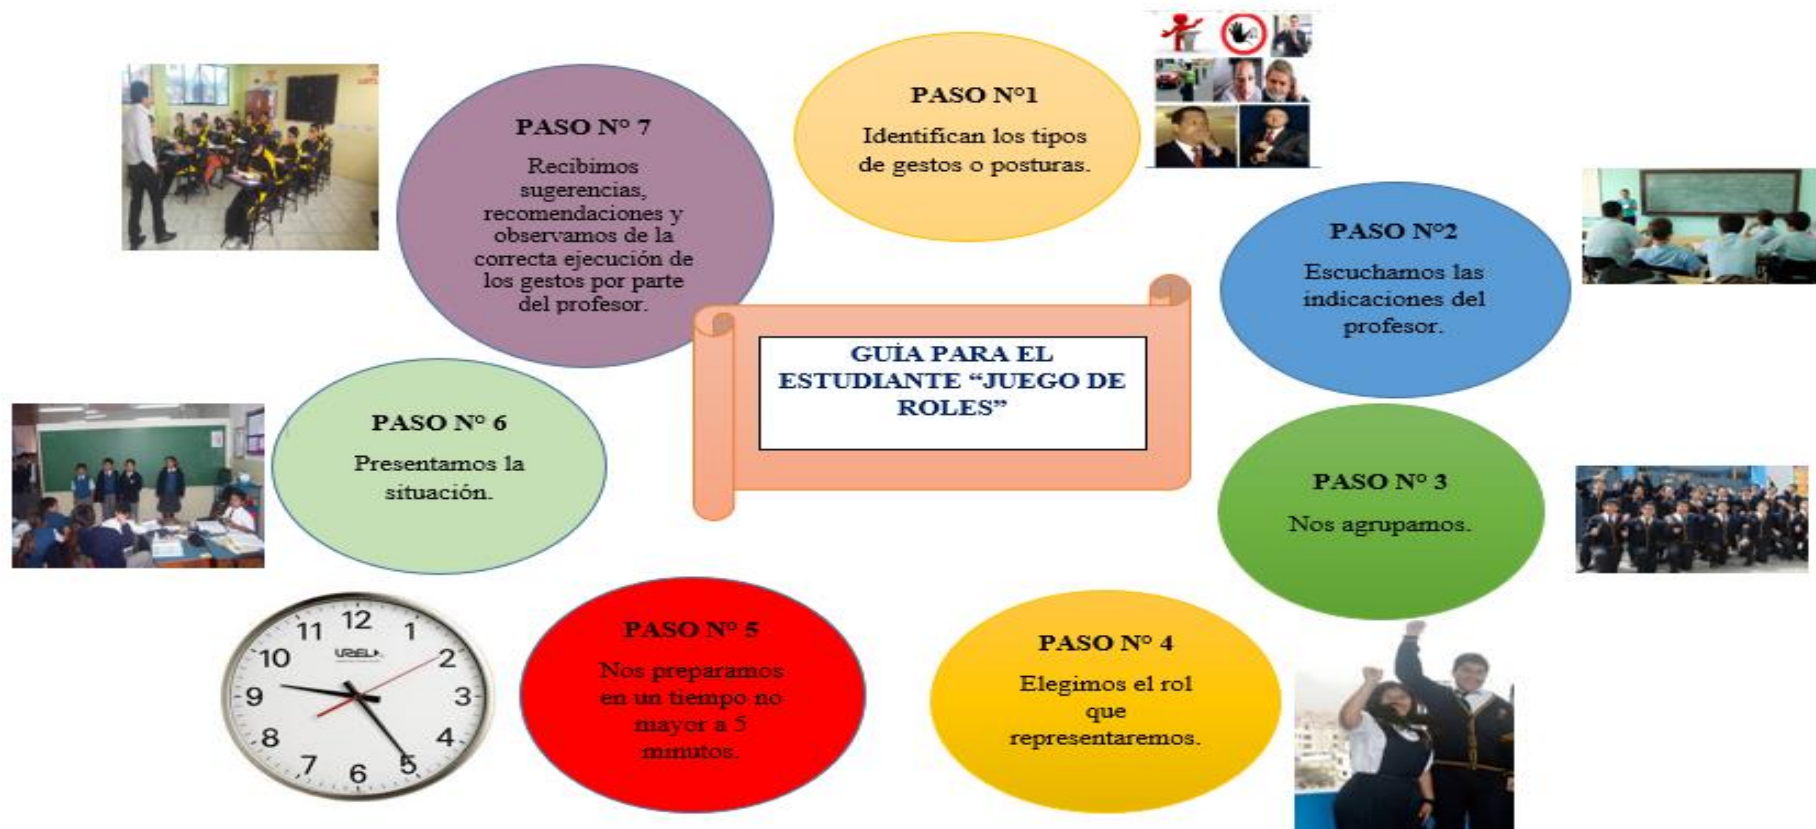 GUÍA PARA EL
ESTUDIANTE “JUEGO DE
ROLES”
PASO N°1
Identifican los tipos
de gestos o posturas.
PASO N°2
Escuchamos las
indicaciones del
profesor.
PASO N° 3
Nos agrupamos.
PASO N° 4
Elegimos el rol
que
representaremos.
PASO N° 5
Nos preparamos
en un tiempo no
mayor a 5
minutos.
PASO N° 6
Presentamos la
situación.
PASO N° 7
Recibimos
sugerencias,
recomendaciones y
observamos de la
correcta ejecución de
los gestos por parte
del profesor.
12
1
2
3
4
5
6
7
8
9
10
11